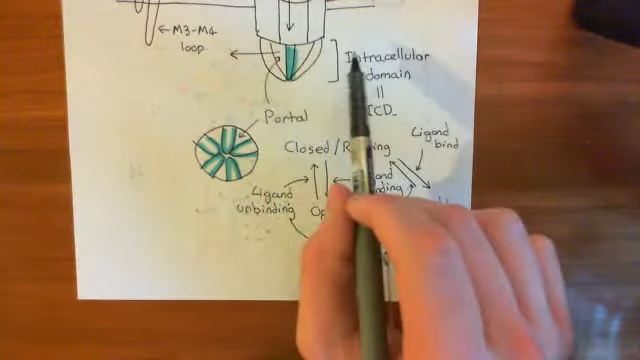 M3-M4
loop
Intracellular
domain
ICD
Portal
Closed/
Ligand
bind
Ligand
unbinding